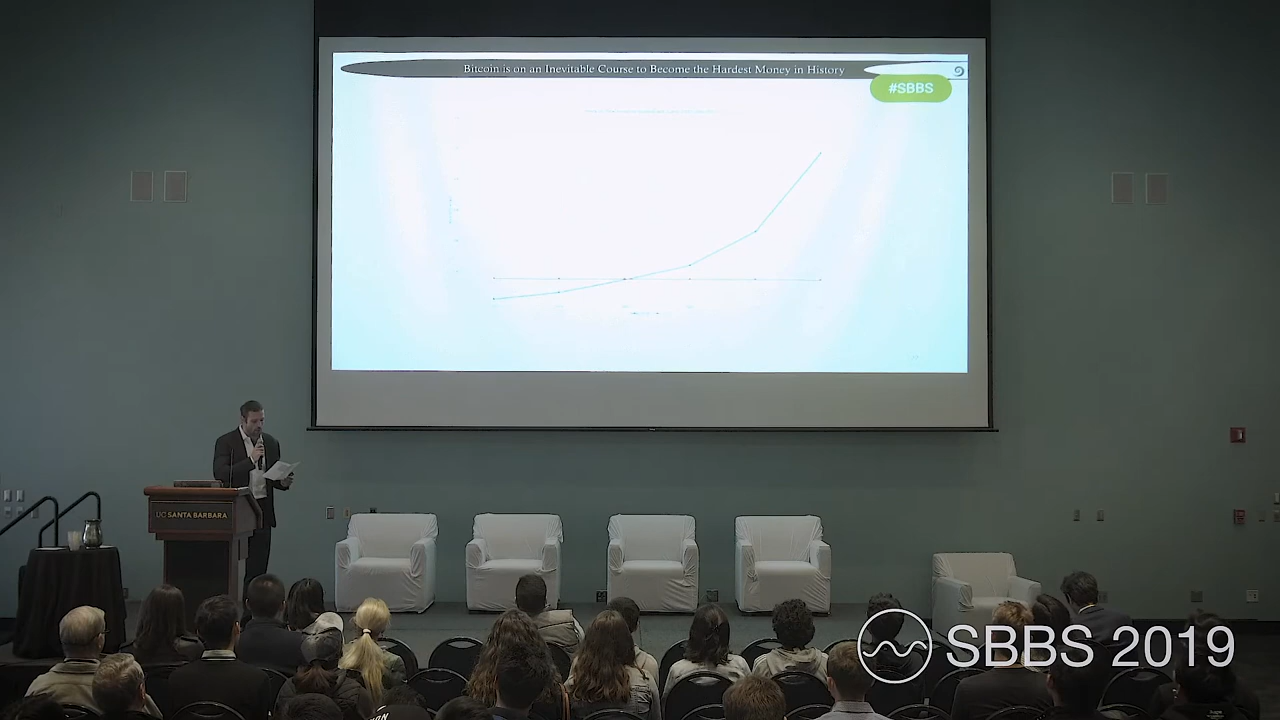 Bitcoin is on an Inevitable Course to Become the Hardest Money in History
#SBBS
UC SANTA BARBARA
SBBS 2019